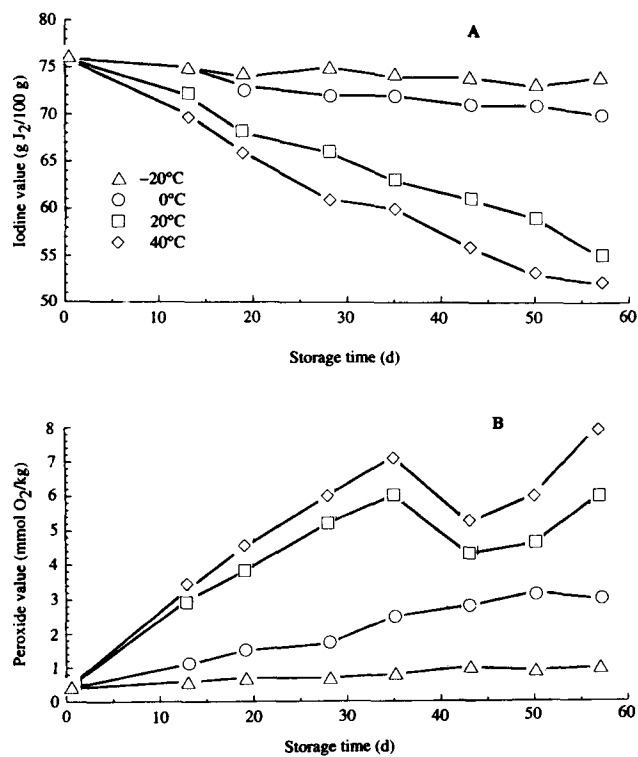 A
80
75
70
65
60
55
50
Iodine value (g J2/100 g)
−20°C
0°C
20°C
40°C
0 10 20 30 40 50 60
Storage time (d)
B
8
7
6
5
4
3
2
1
0
Peroxide value (mmol O2/kg)
0.0 10 20 30 40 50 60
Storage time (d)